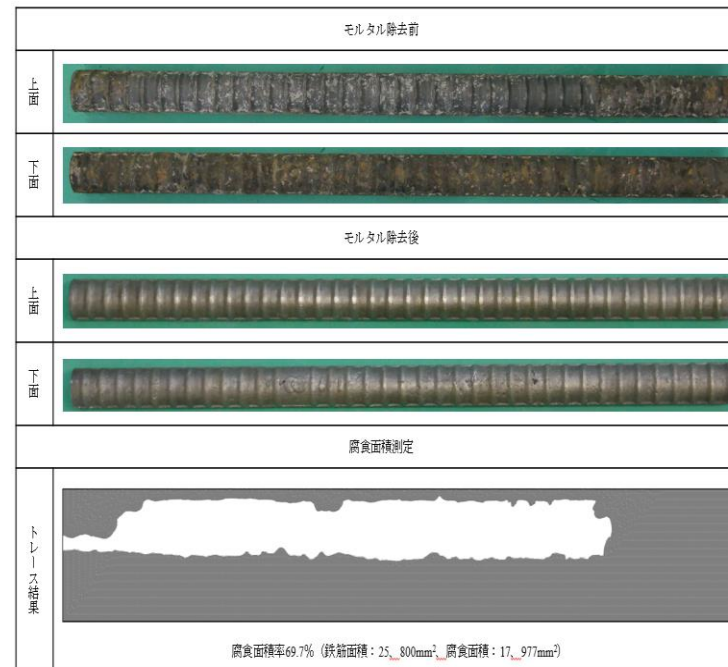 モルタル除去前
上面
下面
モルタル除去後
上面
下面
腐食面積測定
トレース結果
腐食面積率69.7% (鉄筋面積：25、800mm²、腐食面積：17、977mm²)